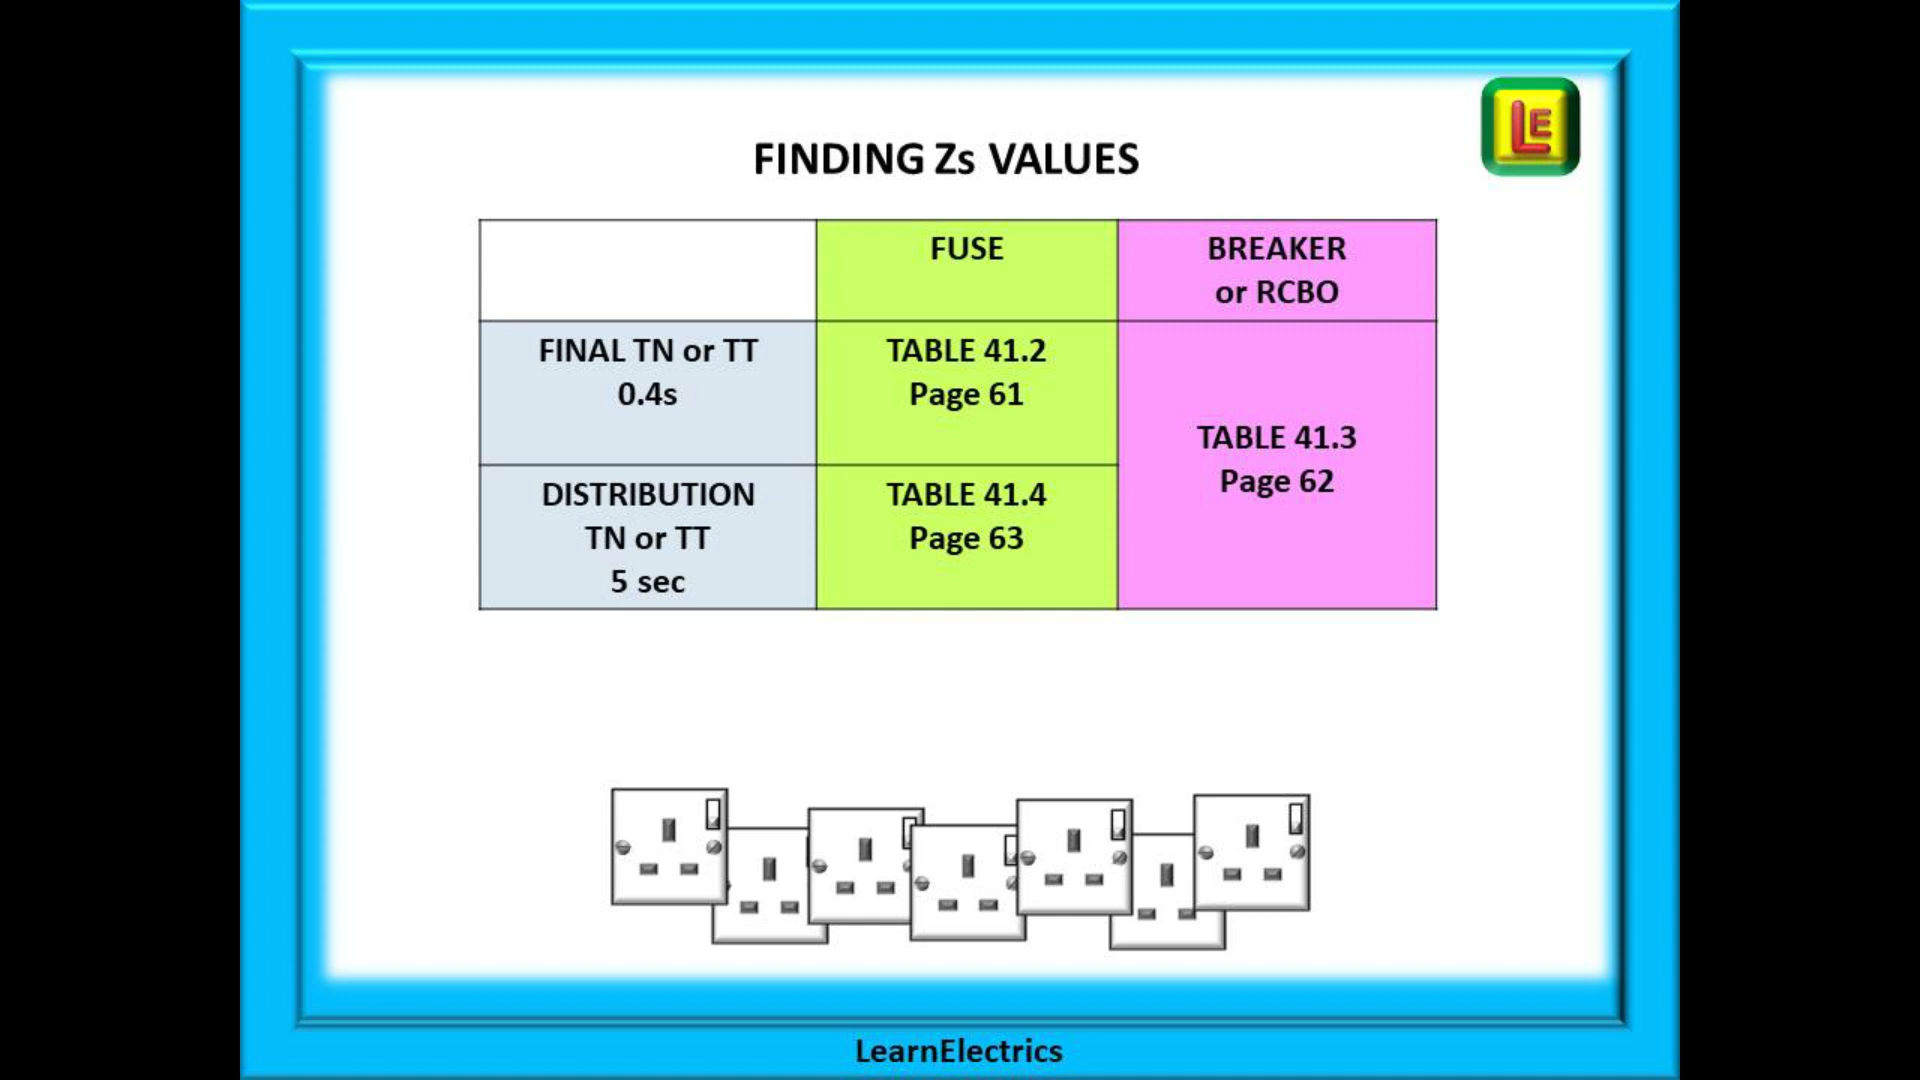 LE
FINDING Zs VALUES
FUSE
BREAKER
or RCBO
FINAL TN or TT
0.4s
TABLE 41.2
Page 61
TABLE 41.3
Page 62
DISTRIBUTION
TN or TT
5 sec
TABLE 41.4
Page 63
LearnElectrics